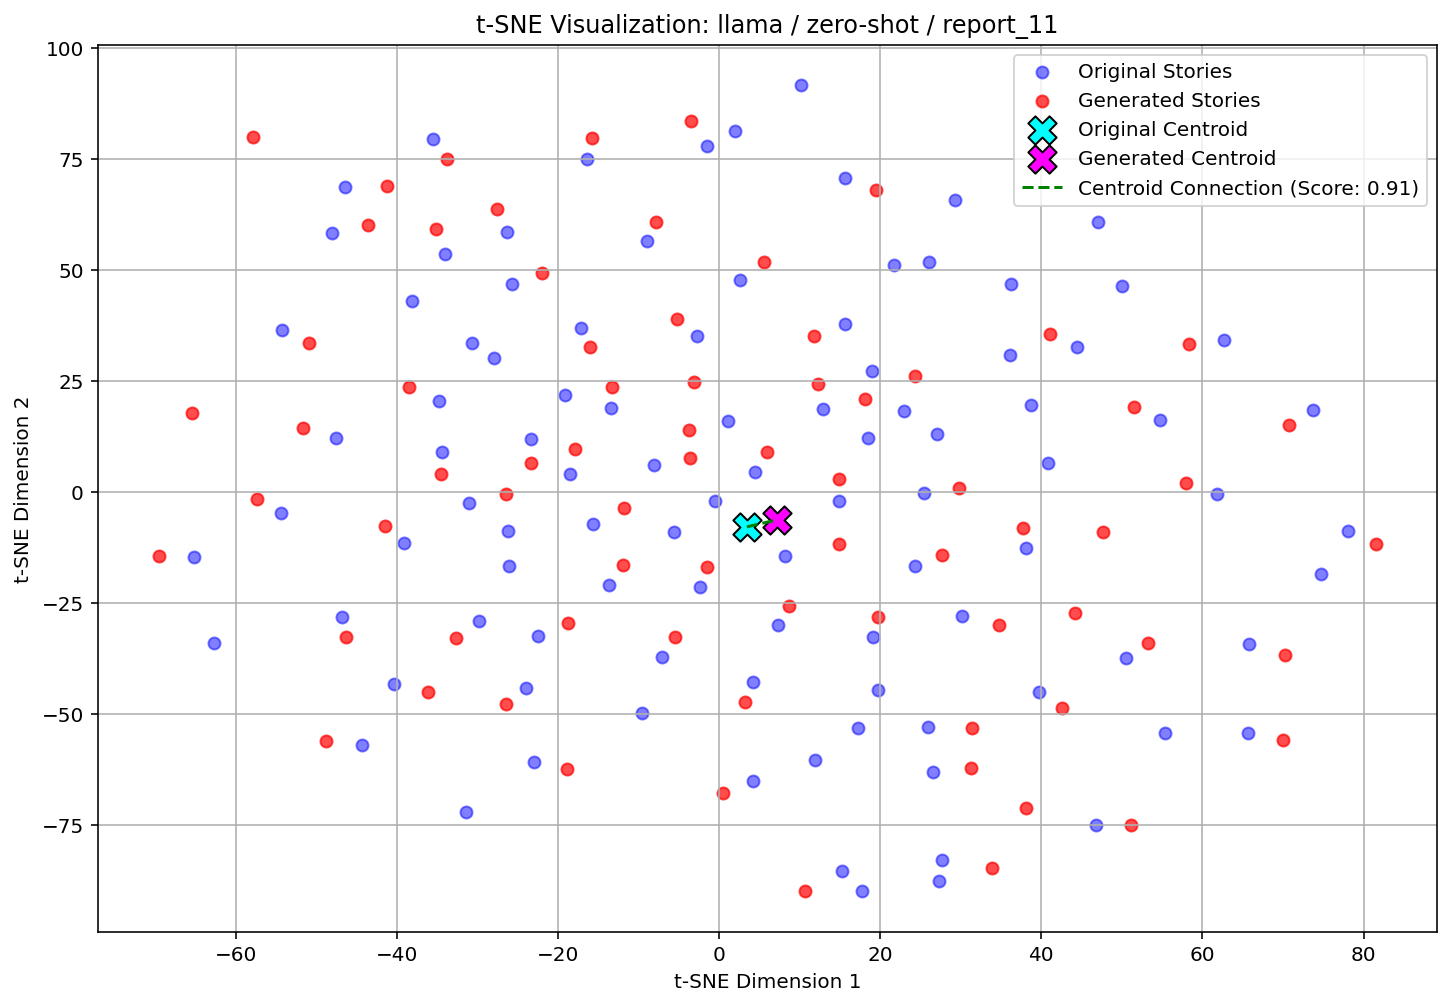 t-SNE Visualization: llama / zero-shot / report_11
Original Stories
Generated Stories
Original Centroid
Generated Centroid
Centroid Connection (Score: 0.91)
t-SNE Dimension 2
100
75
50
25
0
−25
−50
−75
−60 −40 −20 0 20 40 60 80
t-SNE Dimension 1